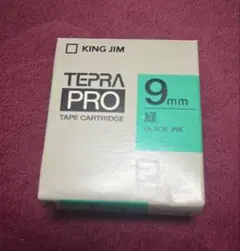 KING JIM
TEPRA
PRO
TAPE CARTRIDGE
9mm
緑
BLACK INK